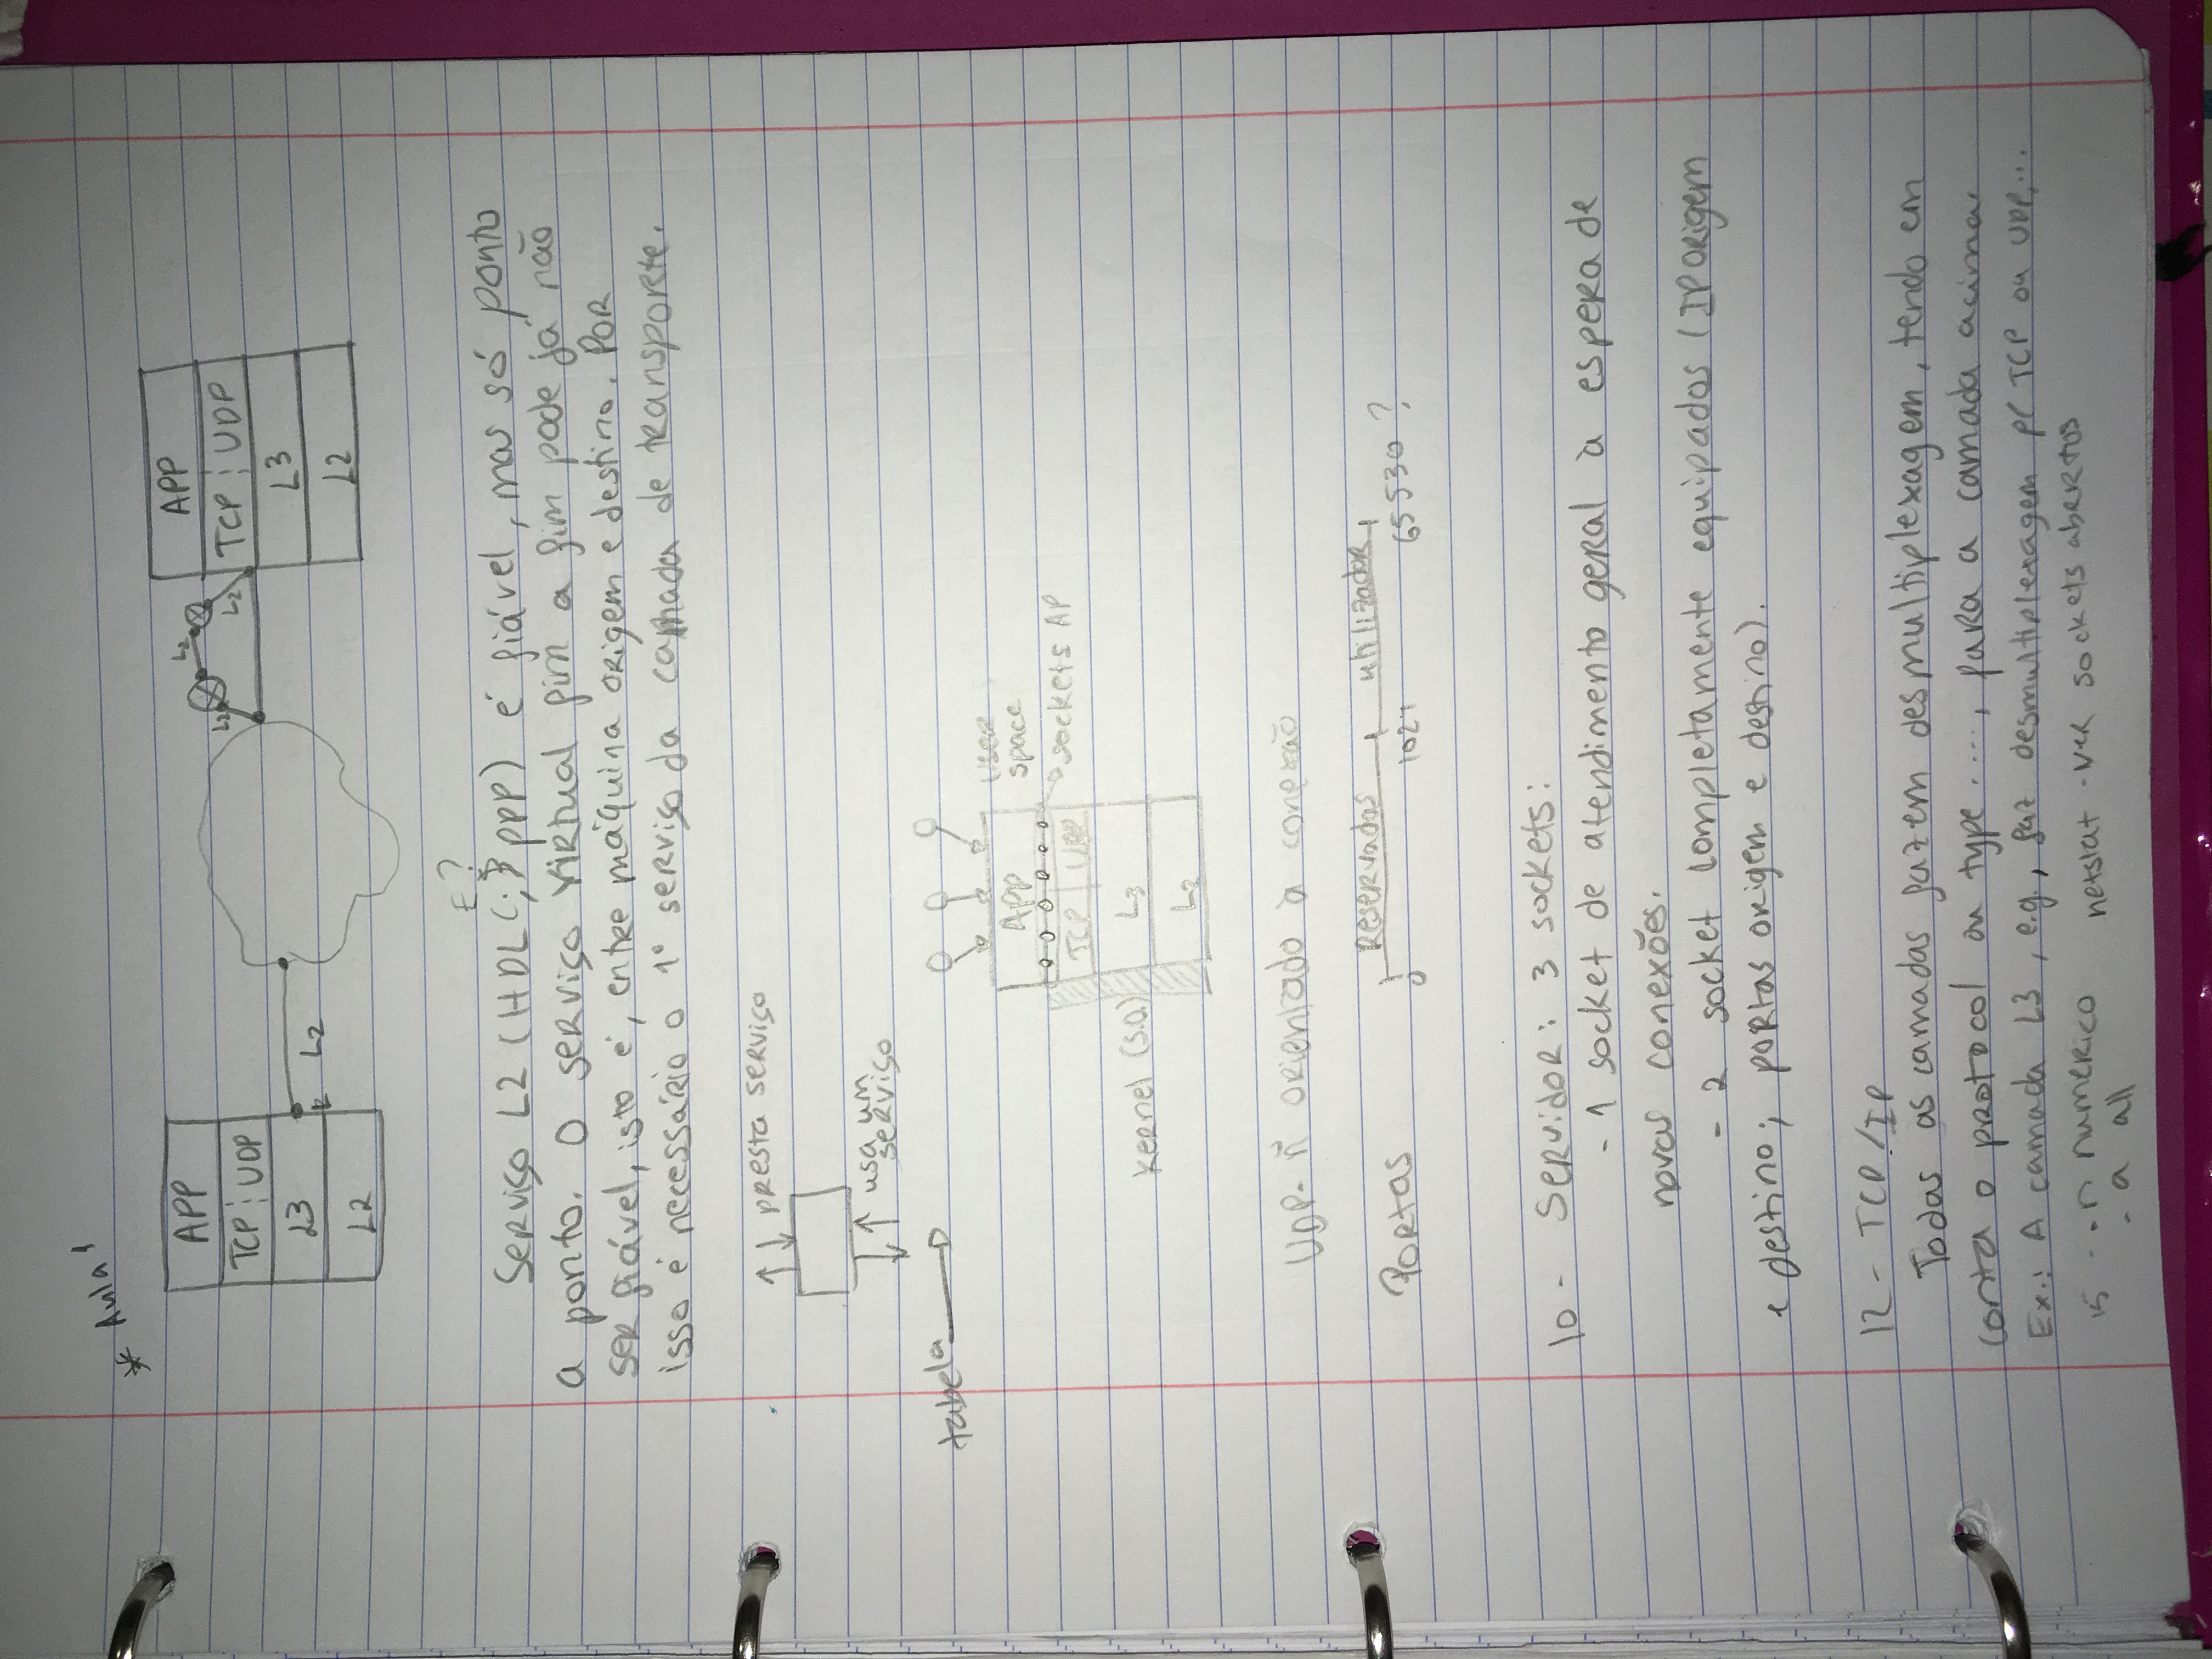 * Aula 1
APP
TCP UDP
L3
L2
L2
L2
L2
L2
APP
TCP UDP
L3
L2
E?
Serviço L2 (HDLC; PPP) é fiável, mas só ponto
a ponto. O serviço virtual fim a fim pode já não
ser fiável, isto é, entre máquina origem e destino. Por
isso é necessário o 1º serviço da camada de transporte.
↑↓ presta serviço
↓↑ usa um
serviço
tabela
APP
user
space
sockets AP
TCP UDP
Kernel (S.O.)
L3
L2
UDP - ñ orientado à conexão
Portas
Reservadas utilizador
0 1024 65530?
10 - Servidor: 3 sockets:
- 1 socket de atendimento geral à espera de
novas conexões.
- 2 socket completamente equipados (IP origem
e destino; portas origem e destino).
12 - TCP/IP
Todas as camadas fazem desmultiplexagem, tendo em
conta o protocol ou type ...., para a camada acima.
Ex.: A camada L3, e.g., faz desmultiplexagem p/ TCP ou UDP,...
15 - n numerico netstat - ver sockets abertos
- a all